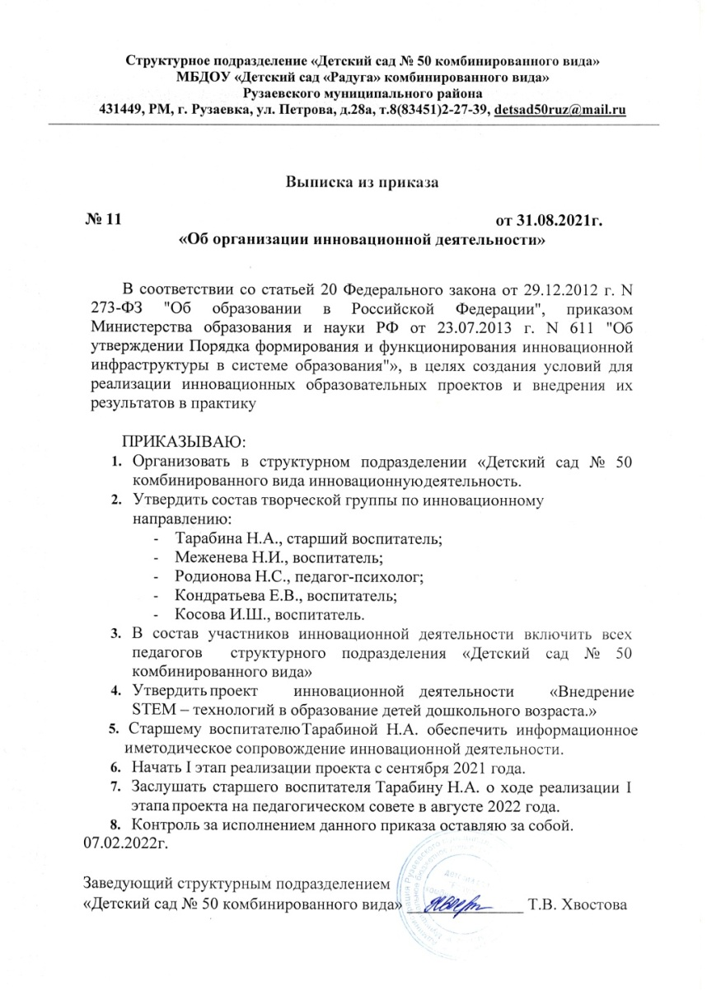 Структурное подразделение «Детский сад № 50 комбинированного вида»
МБДОУ «Детский сад «Радуга» комбинированного вида»
Рузаевского муниципального района
431449, РМ, г. Рузаевка, ул. Петрова, д.28а, т.8(83451)2-27-39, detsad50ruz@mail.ru
Выписка из приказа
№ 11 от 31.08.2021г.
«Об организации инновационной деятельности»
В соответствии со статьей 20 Федерального закона от 29.12.2012 г. N
273-ФЗ "Об образовании в Российской Федерации", приказом
Министерства образования и науки РФ от 23.07.2013 г. N 611 "Об
утверждении Порядка формирования и функционирования инновационной
инфраструктуры в системе образования"», в целях создания условий для
реализации инновационных образовательных проектов и внедрения их
результатов в практику
ПРИКАЗЫВАЮ:
1. Организовать в структурном подразделении «Детский сад № 50
комбинированного вида инновационнуюдеятельность.
2. Утвердить состав творческой группы по инновационному
направлению:
- Тарабина Н.А., старший воспитатель;
- Меженева Н.И., воспитатель;
- Родионова Н.С., педагог-психолог;
- Кондратьева Е.В., воспитатель;
- Косова И.Ш., воспитатель.
3. В состав участников инновационной деятельности включить всех
педагогов структурного подразделения «Детский сад № 50
комбинированного вида»
4. Утвердить проект инновационной деятельности «Внедрение
STEM – технологий в образование детей дошкольного возраста.»
5. Старшему воспитателюТарабиной Н.А. обеспечить информационное
иметодическое сопровождение инновационной деятельности.
6. Начать I этап реализации проекта с сентября 2021 года.
7. Заслушать старшего воспитателя Тарабину Н.А. о ходе реализации I
этапа проекта на педагогическом совете в августе 2022 года.
8. Контроль за исполнением данного приказа оставляю за собой.
07.02.2022г.
Заведующий структурным подразделением
«Детский сад № 50 комбинированного вида» Т.В. Хвостова